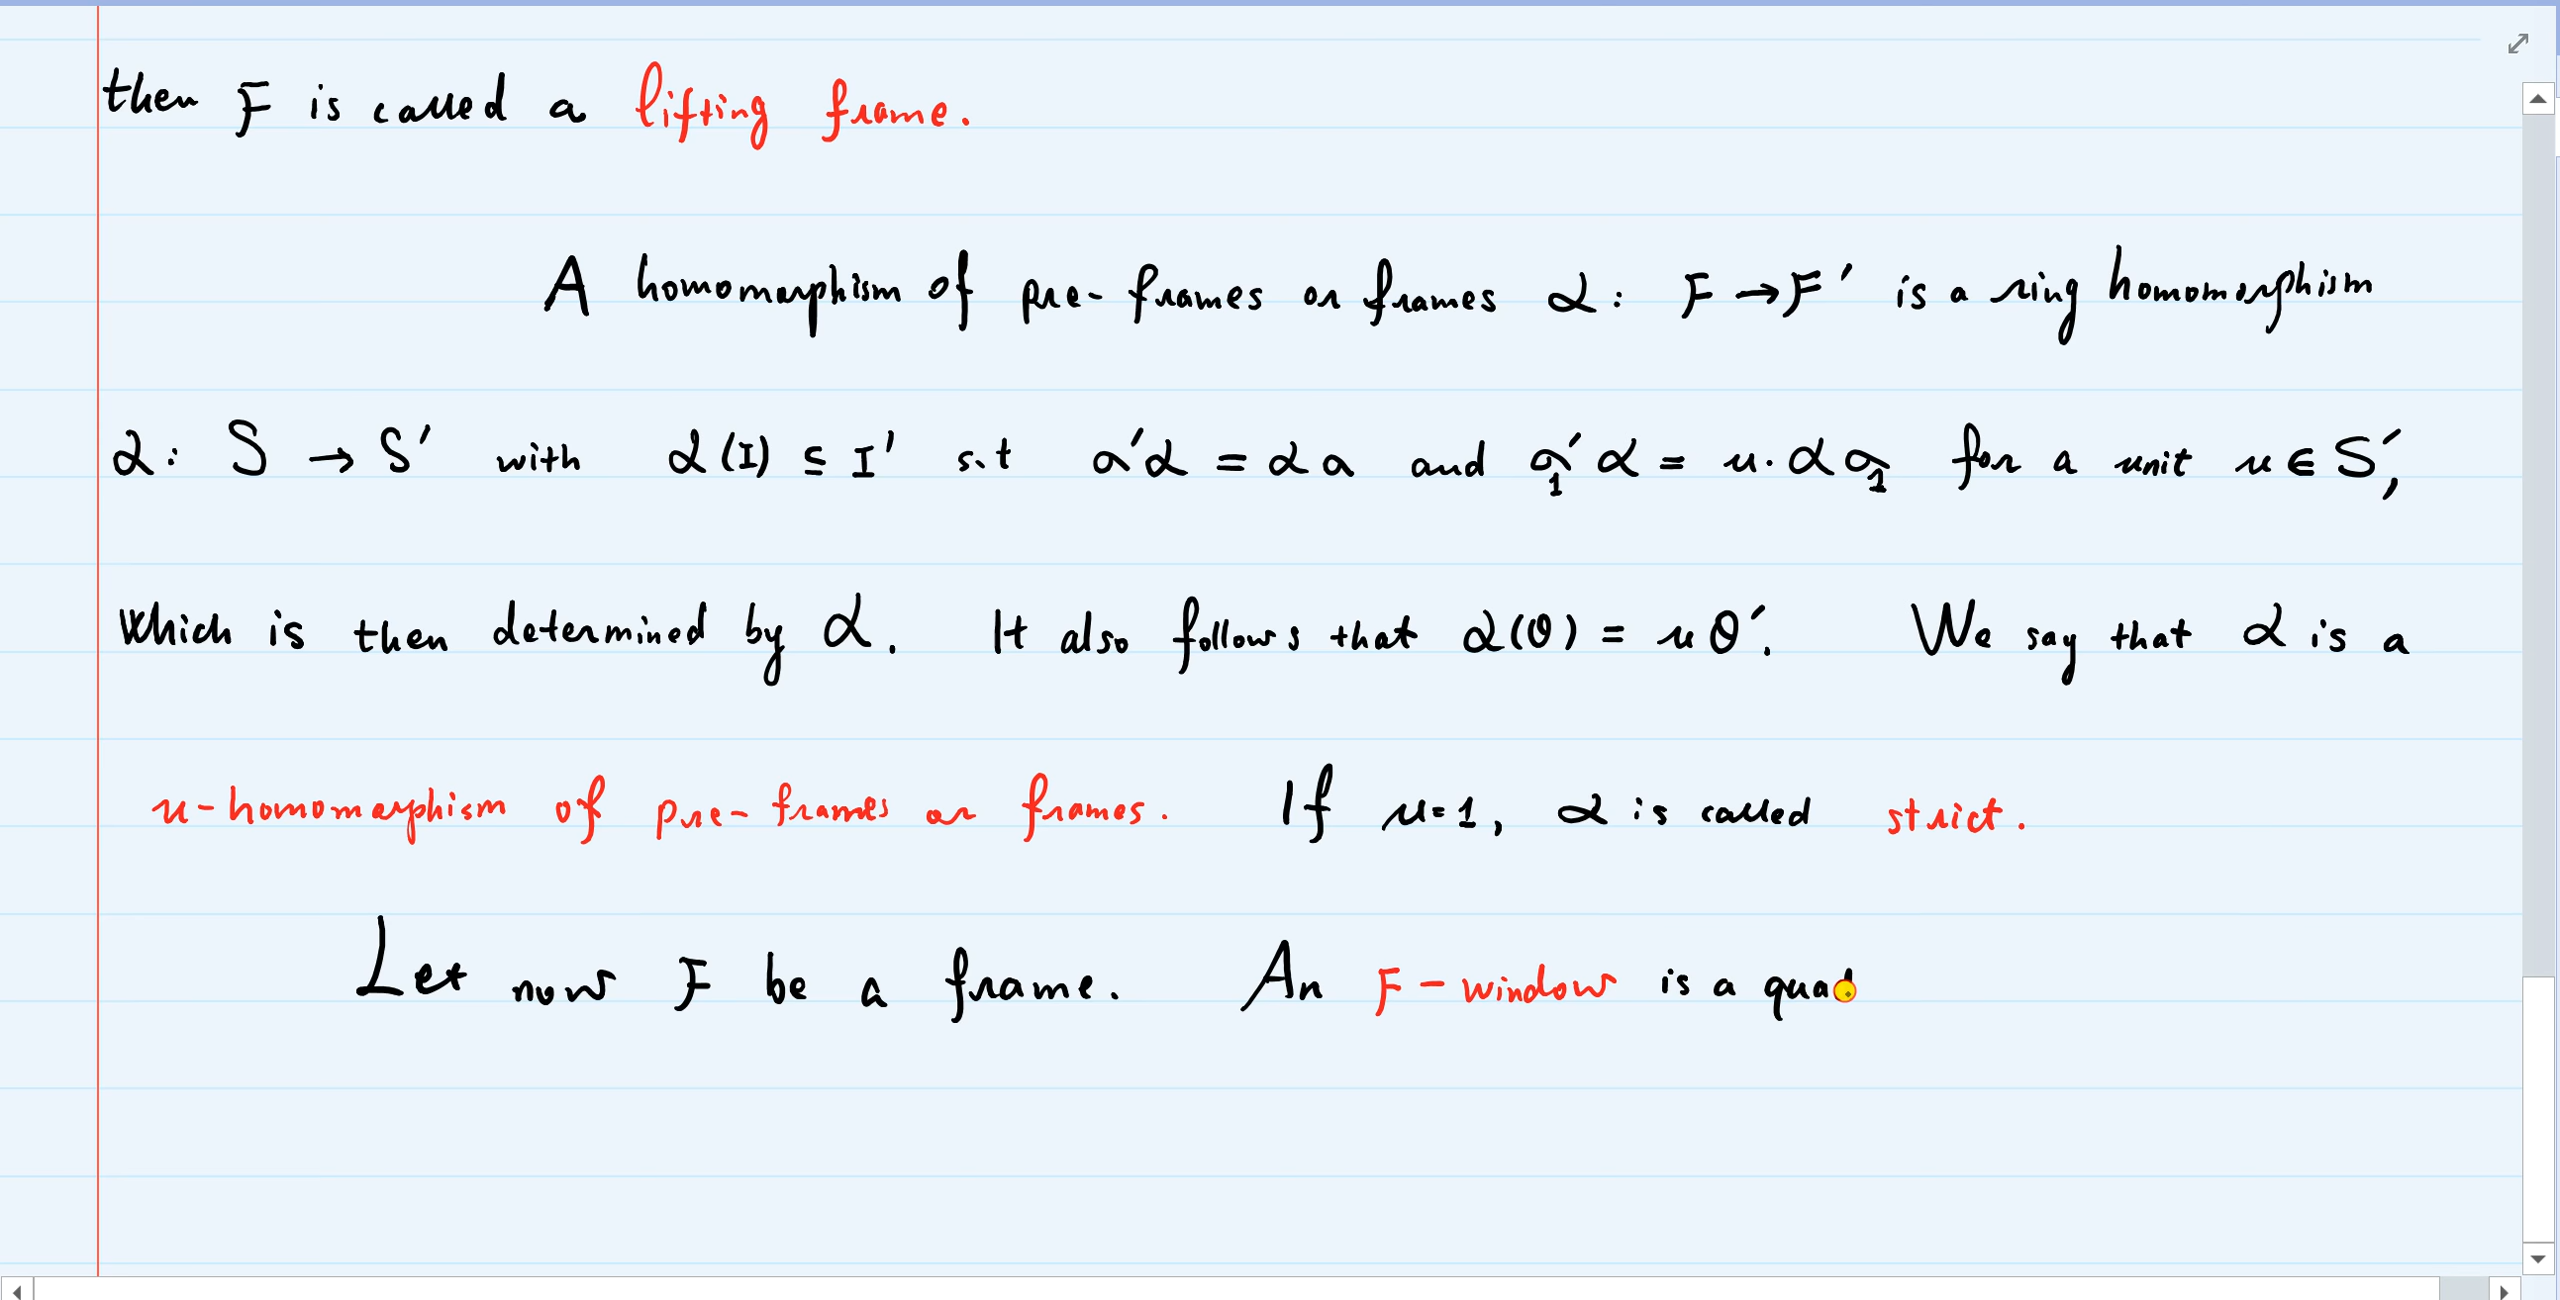 then F is called a lifting frame.
A homomorphism of pre-frames or frames α: F → F′ is a ring homomorphism
α: S → S′ with α(I) ⊆ I′ s.t σ′α = ασ and σ₁′α = u·ασ₁ for a unit u ∈ S′,
which is then determined by α. It also follows that α(θ) = uθ′. We say that α is a
u-homomorphism of pre-frames or frames. If u=1, α is called strict.
Let now F be a frame. An F-window is a quad